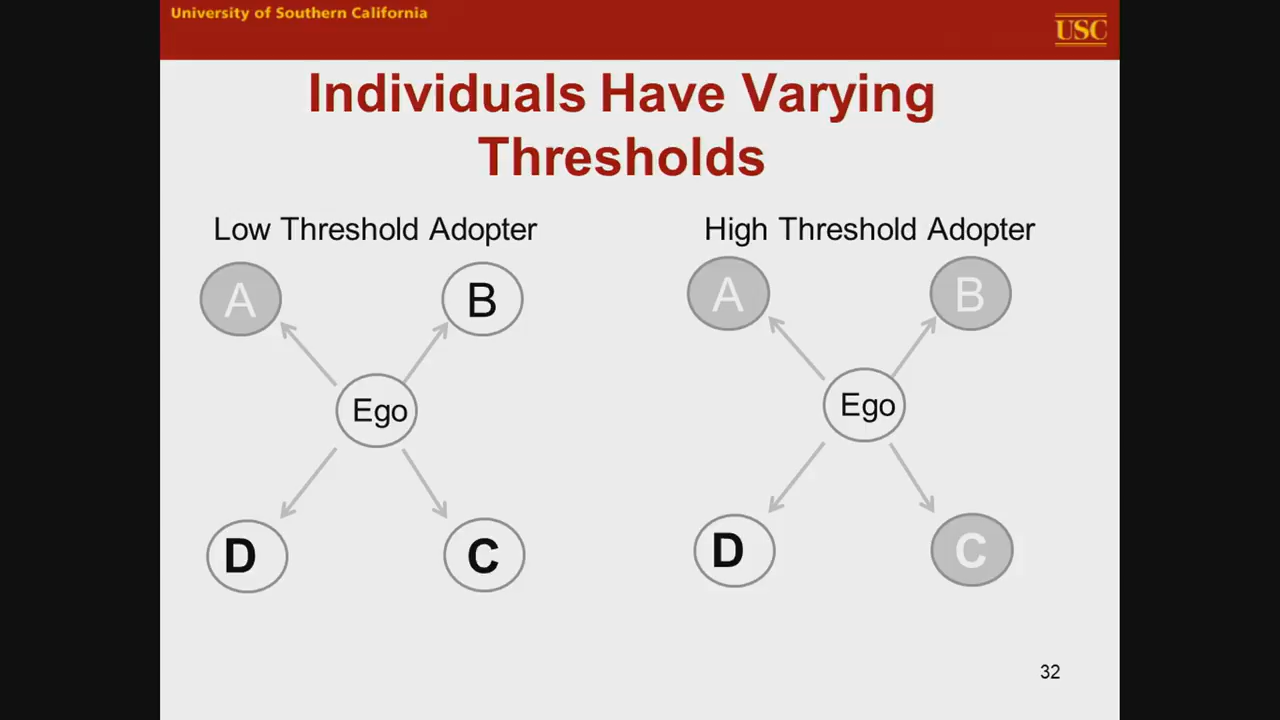 University of Southern California
USC
Individuals Have Varying
Thresholds
Low Threshold Adopter
A
B
Ego
D
C
High Threshold Adopter
A
B
Ego
D
C
32